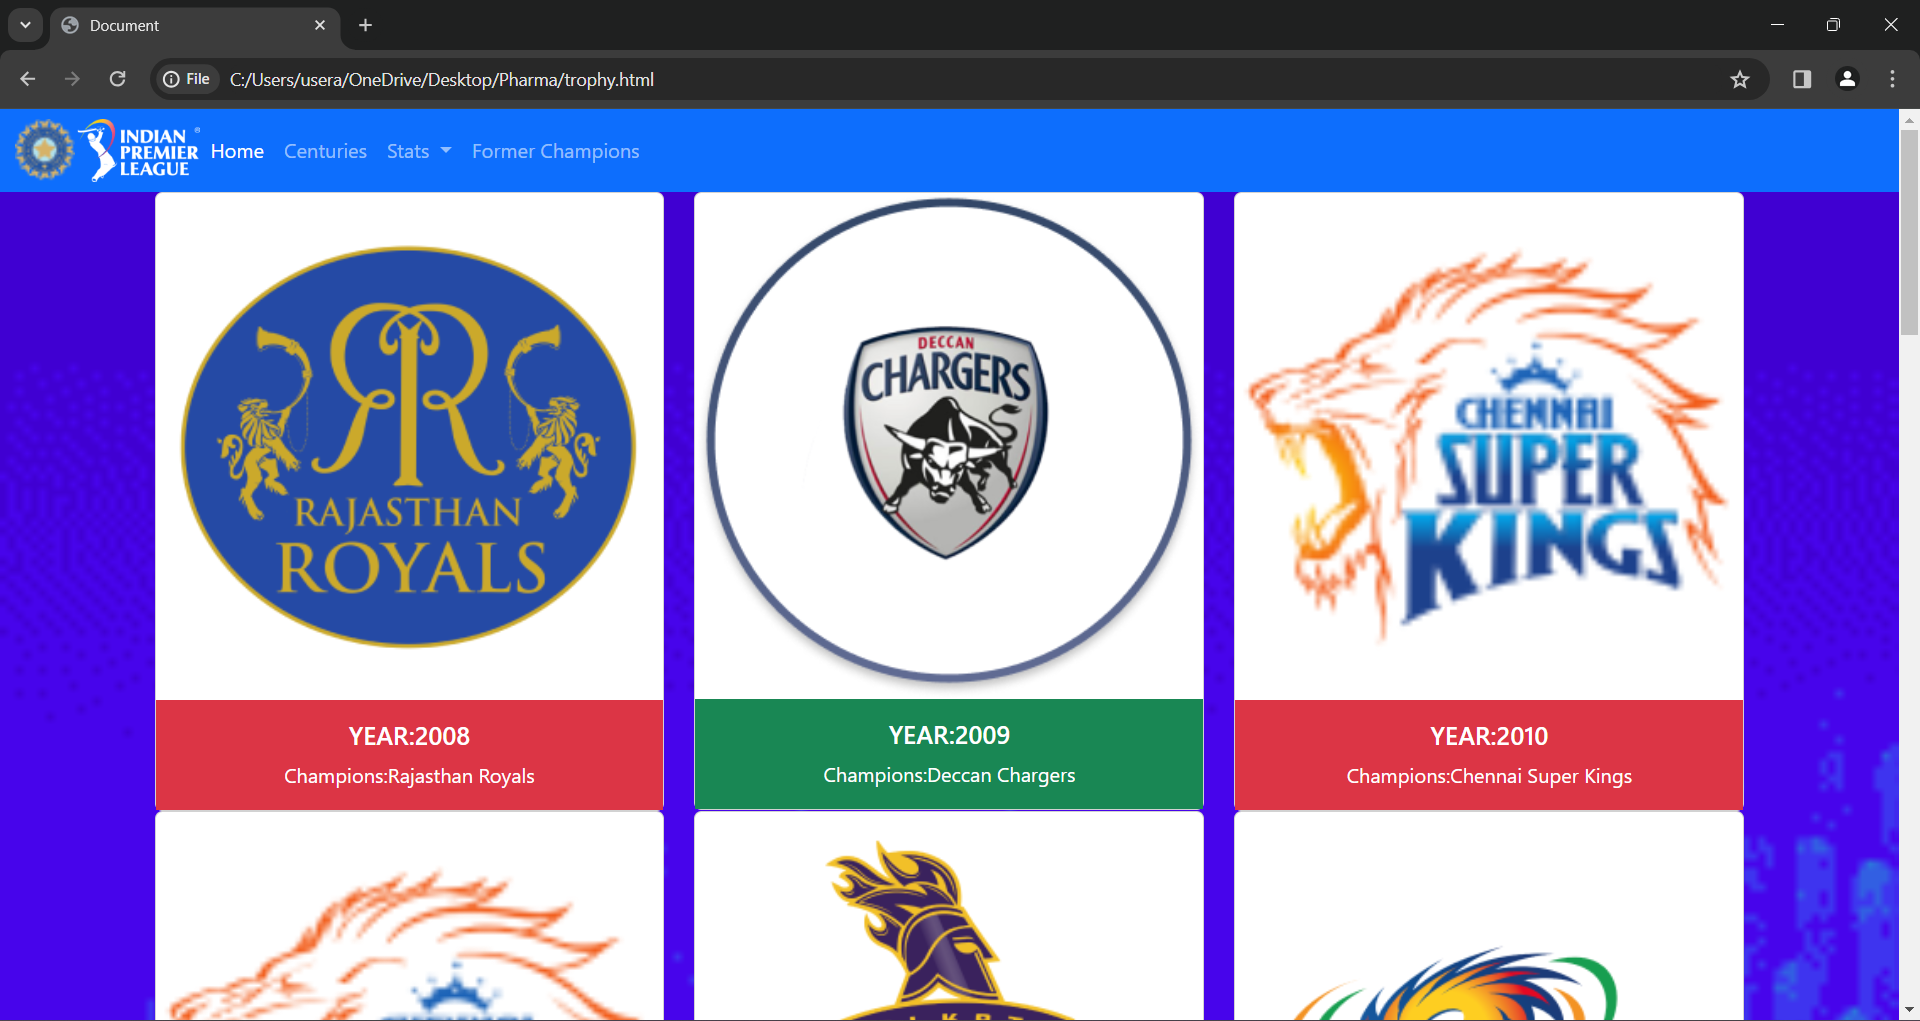 Document
File C:/Users/usera/OneDrive/Desktop/Pharma/trophy.html
INDIAN
PREMIER
LEAGUE
Home Centuries Stats Former Champions
RAJASTHAN
ROYALS
DECCAN
CHARGERS
CHENNAI
SUPER
KINGS
YEAR:2008
Champions:Rajasthan Royals
YEAR:2009
Champions:Deccan Chargers
YEAR:2010
Champions:Chennai Super Kings